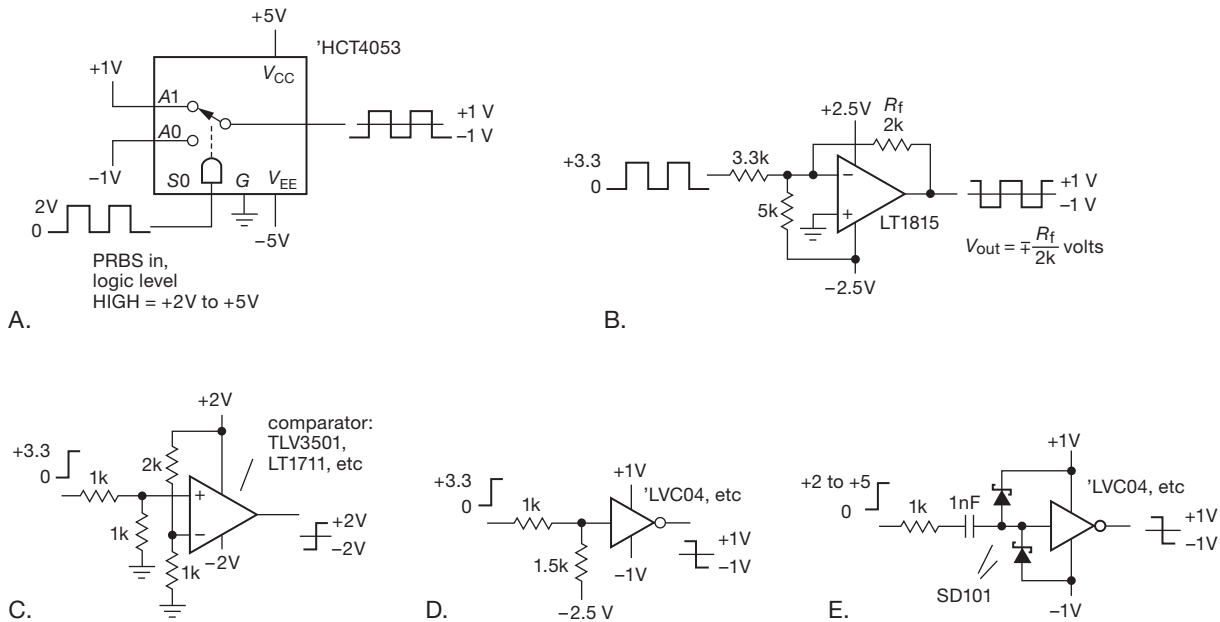 +5V
'HCT4053
VCC
+1V
A1
A0
−1V
S0
G
VEE
+1 V
−1 V
2V
0
−5V
PRBS in,
logic level
HIGH = +2V to +5V
A.
+2.5V
Rf
2k
+3.3
0
3.3k
5k
−
+
LT1815
+1 V
−1 V
−2.5V
Vout = ∓ Rf/2k volts
B.
+2V
comparator:
TLV3501,
LT1711, etc
+3.3
0
1k
2k
+
−
1k
1k
−2V
+2V
−2V
C.
+3.3
0
1k
+1V
'LVC04, etc
1.5k
−1V
+1V
−1V
−2.5 V
D.
+2 to +5
0
1k
1nF
+1V
'LVC04, etc
+1V
−1V
SD101
−1V
E.